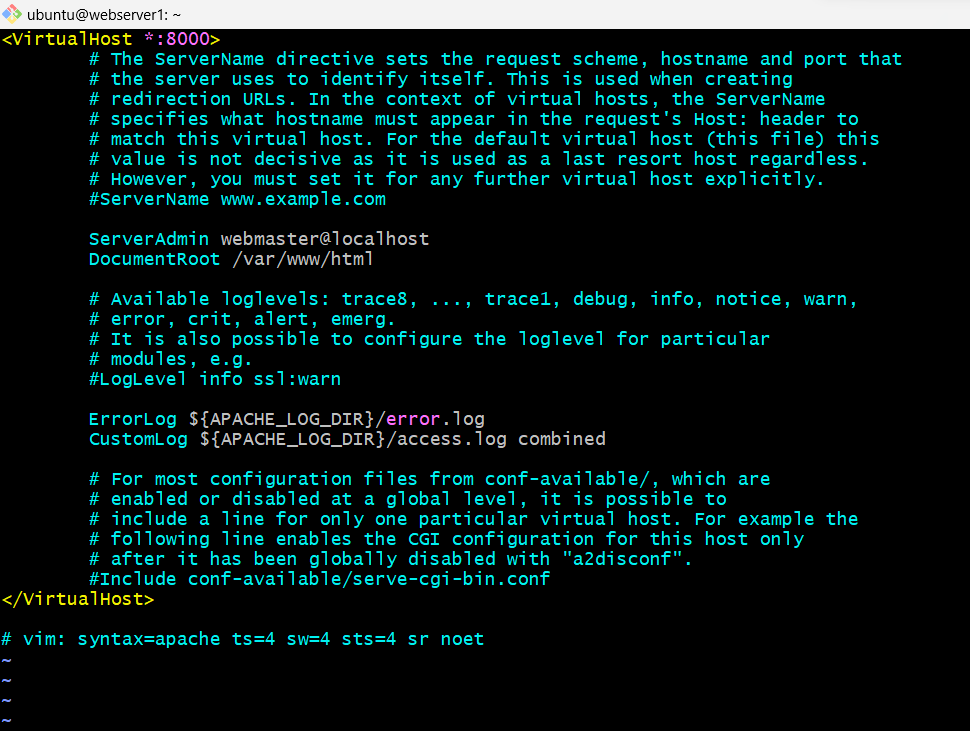 ubuntu@webserver1: ~
<VirtualHost *:8000>
# The ServerName directive sets the request scheme, hostname and port that
# the server uses to identify itself. This is used when creating
# redirection URLs. In the context of virtual hosts, the ServerName
# specifies what hostname must appear in the request's Host: header to
# match this virtual host. For the default virtual host (this file) this
# value is not decisive as it is used as a last resort host regardless.
# However, you must set it for any further virtual host explicitly.
#ServerName www.example.com
ServerAdmin webmaster@localhost
DocumentRoot /var/www/html
# Available loglevels: trace8, ..., trace1, debug, info, notice, warn,
# error, crit, alert, emerg.
# It is also possible to configure the loglevel for particular
# modules, e.g.
#LogLevel info ssl:warn
ErrorLog ${APACHE_LOG_DIR}/error.log
CustomLog ${APACHE_LOG_DIR}/access.log combined
# For most configuration files from conf-available/, which are
# enabled or disabled at a global level, it is possible to
# include a line for only one particular virtual host. For example the
# following line enables the CGI configuration for this host only
# after it has been globally disabled with "a2disconf".
#Include conf-available/serve-cgi-bin.conf
</VirtualHost>
# vim: syntax=apache ts=4 sw=4 sts=4 sr noet
~
~
~
~